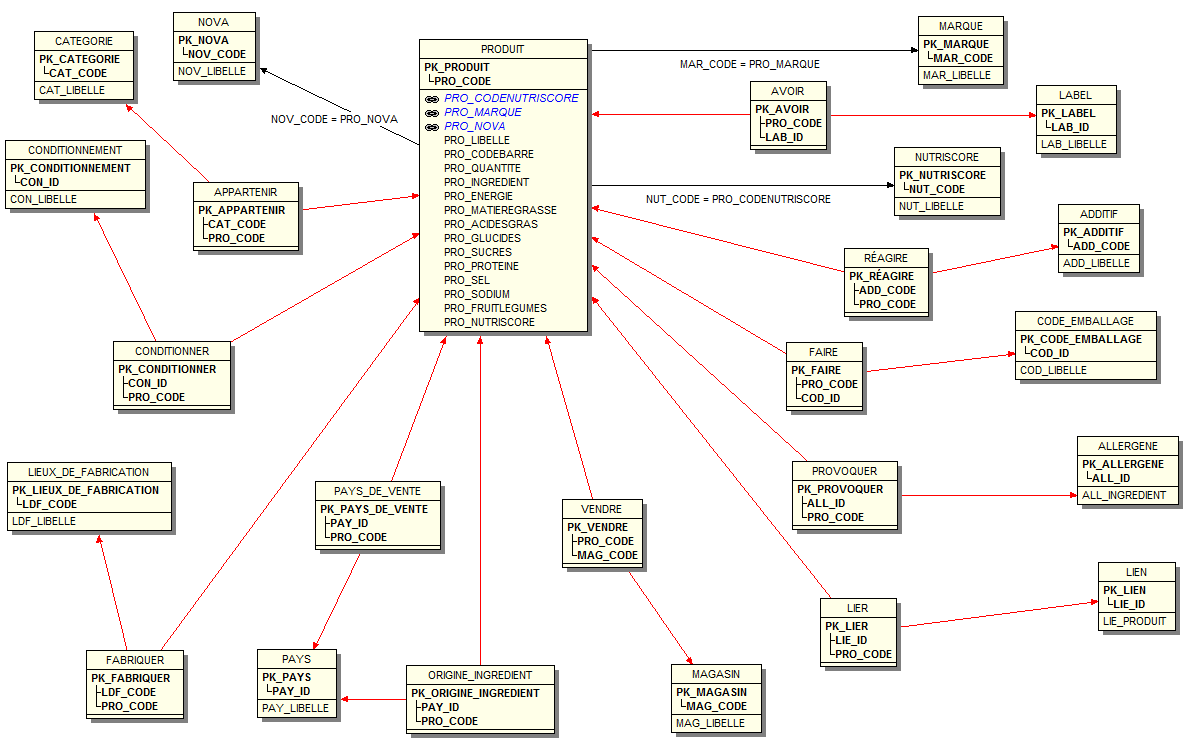 NOVA
PK_NOVA
NOV_CODE
NOV_LIBELLE
CATEGORIE
PK_CATEGORIE
CAT_CODE
CAT_LIBELLE
CONDITIONNEMENT
PK_CONDITIONNEMENT
CON_ID
CON_LIBELLE
APPARTENIR
PK_APPARTENIR
CAT_CODE
PRO_CODE
NOV_CODE = PRO_NOVA
PRODUIT
PK_PRODUIT
PRO_CODE
PRO_CODENUTRISCORE
PRO_MARQUE
PRO_NOVA
PRO_LIBELLE
PRO_CODEBARRE
PRO_QUANTITE
PRO_INGREDIENT
PRO_ENERGIE
PRO_MATIEREGRASSE
PRO_ACIDESGRAS
PRO_GLUCIDES
PRO_SUCRES
PRO_PROTEINE
PRO_SEL
PRO_SODIUM
PRO_FRUITLEGUMES
PRO_NUTRISCORE
MARQUE
PK_MARQUE
MAR_CODE
MAR_LIBELLE
MAR_CODE = PRO_MARQUE
AVOIR
PK_AVOIR
PRO_CODE
LAB_ID
LABEL
PK_LABEL
LAB_ID
LAB_LIBELLE
NUTRISCORE
PK_NUTRISCORE
NUT_CODE
NUT_LIBELLE
NUT_CODE = PRO_CODENUTRISCORE
ADDITIF
PK_ADDITIF
ADD_CODE
ADD_LIBELLE
RÉAGIRE
PK_RÉAGIRE
ADD_CODE
PRO_CODE
CODE_EMBALLAGE
PK_CODE_EMBALLAGE
COD_ID
COD_LIBELLE
FAIRE
PK_FAIRE
PRO_CODE
COD_ID
CONDITIONNER
PK_CONDITIONNER
CON_ID
PRO_CODE
ALLERGENE
PK_ALLERGENE
ALL_ID
ALL_INGREDIENT
PROVOQUER
PK_PROVOQUER
ALL_ID
PRO_CODE
LIEUX_DE_FABRICATION
PK_LIEUX_DE_FABRICATION
LDF_CODE
LDF_LIBELLE
PAYS_DE_VENTE
PK_PAYS_DE_VENTE
PAY_ID
PRO_CODE
VENDRE
PK_VENDRE
PRO_CODE
MAG_CODE
LIEN
PK_LIEN
LIE_ID
LIE_PRODUIT
LIER
PK_LIER
LIE_ID
PRO_CODE
FABRIQUER
PK_FABRIQUER
LDF_CODE
PRO_CODE
PAYS
PK_PAYS
PAY_ID
PAY_LIBELLE
ORIGINE_INGREDIENT
PK_ORIGINE_INGREDIENT
PAY_ID
PRO_CODE
MAGASIN
PK_MAGASIN
MAG_CODE
MAG_LIBELLE